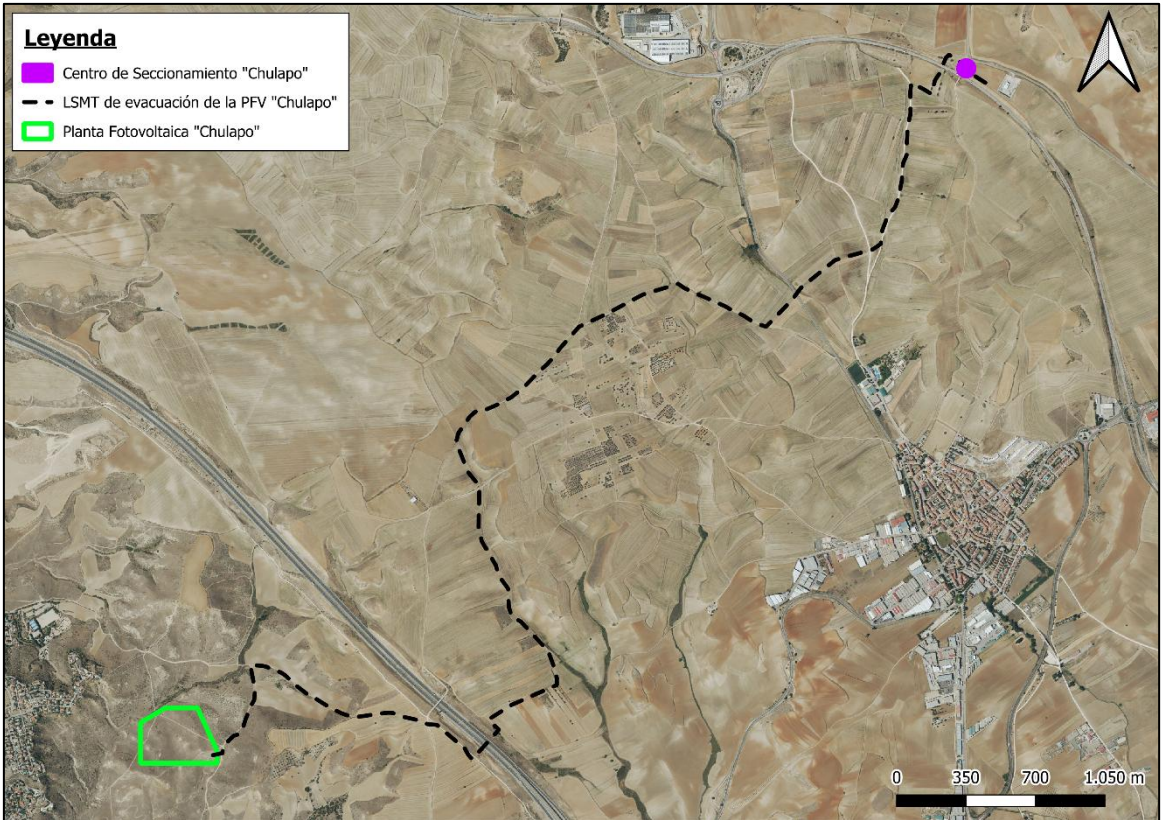 Leyenda
Centro de Seccionamiento "Chulapo"
LSMT de evacuación de la PFV "Chulapo"
Planta Fotovoltaica "Chulapo"
0 350 700 1.050 m